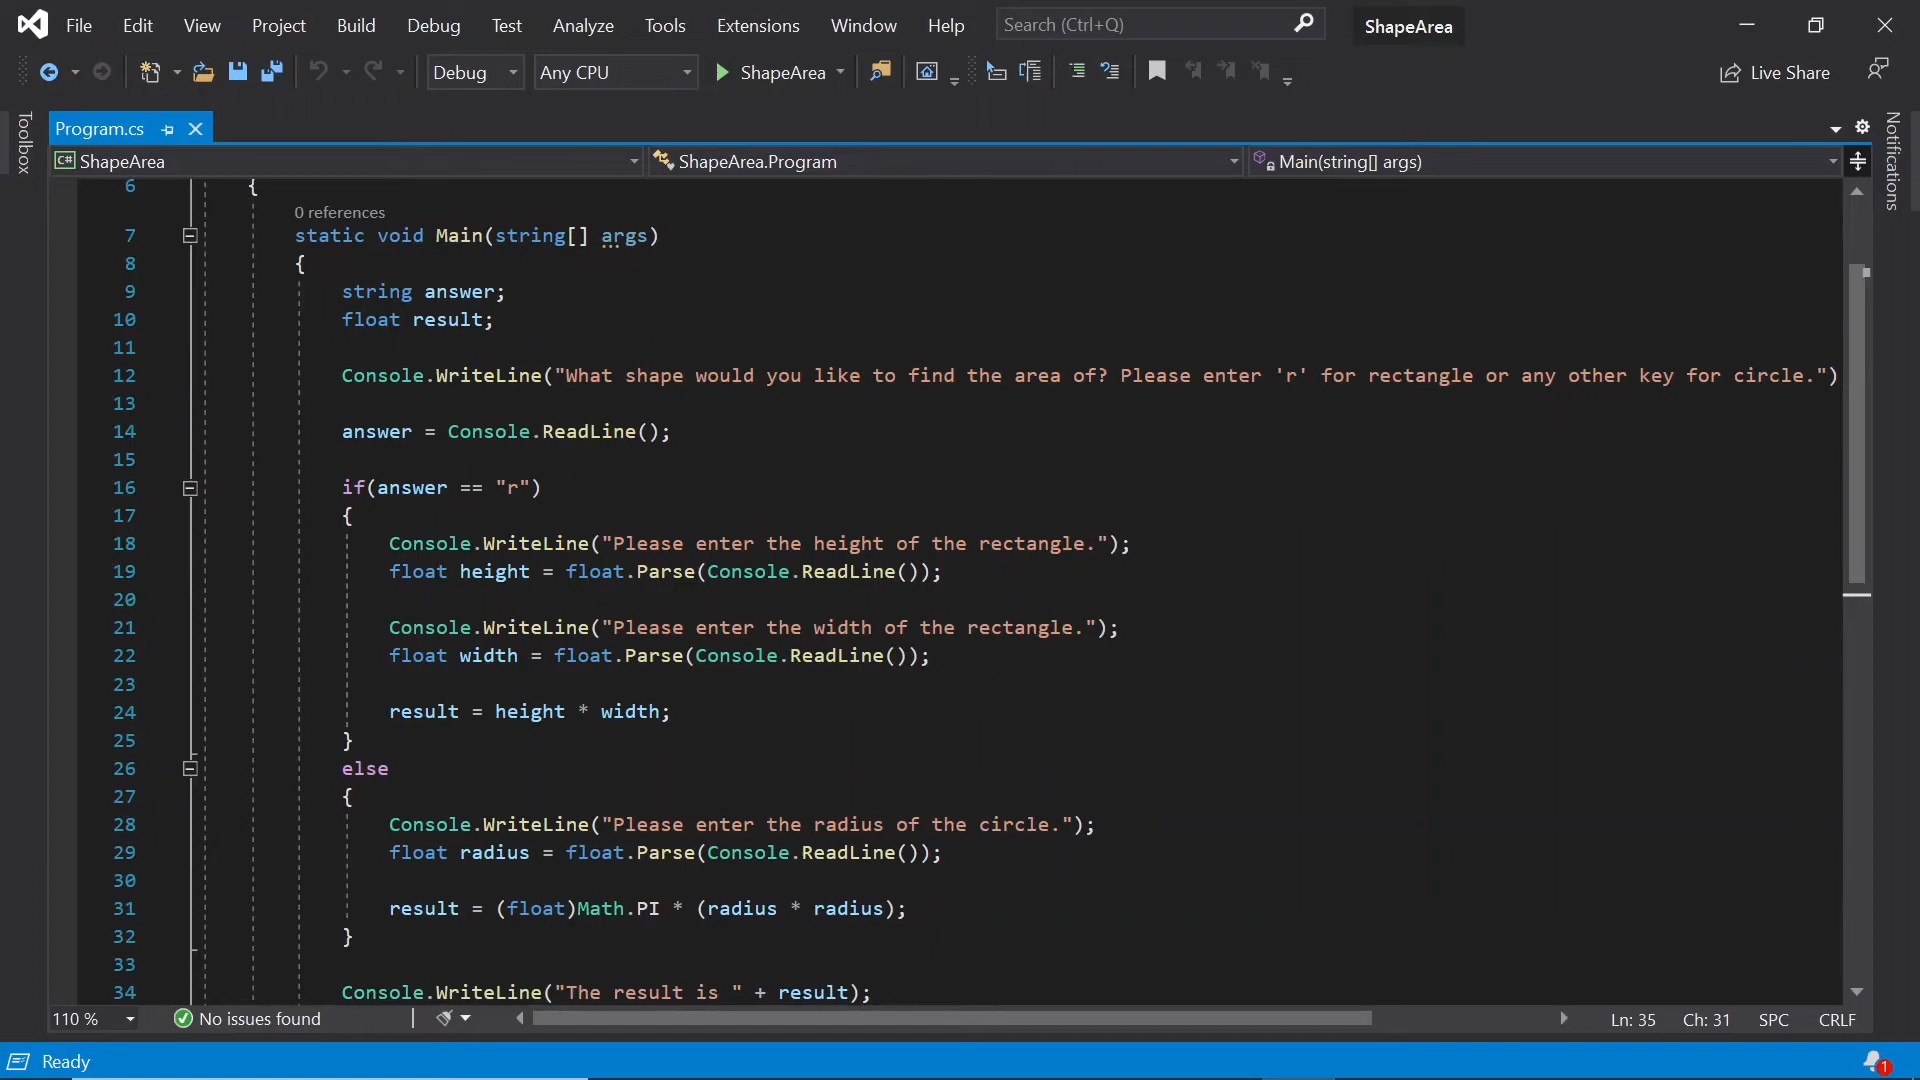 File Edit View Project Build Debug Test Analyze Tools Extensions Window Help Search (Ctrl+Q) ShapeArea
Debug Any CPU ShapeArea Live Share
Toolbox
Program.cs
Notifications
C# ShapeArea ShapeArea.Program Main(string[] args)
6 {
0 references
7 static void Main(string[] args)
8 {
9 string answer;
10 float result;
11
12 Console.WriteLine("What shape would you like to find the area of? Please enter 'r' for rectangle or any other key for circle.")
13
14 answer = Console.ReadLine();
15
16 if(answer == "r")
17 {
18 Console.WriteLine("Please enter the height of the rectangle.");
19 float height = float.Parse(Console.ReadLine());
20
21 Console.WriteLine("Please enter the width of the rectangle.");
22 float width = float.Parse(Console.ReadLine());
23
24 result = height * width;
25 }
26 else
27 {
28 Console.WriteLine("Please enter the radius of the circle.");
29 float radius = float.Parse(Console.ReadLine());
30
31 result = (float)Math.PI * (radius * radius);
32 }
33
34 Console.WriteLine("The result is " + result);
110 % No issues found Ln: 35 Ch: 31 SPC CRLF
Ready 1